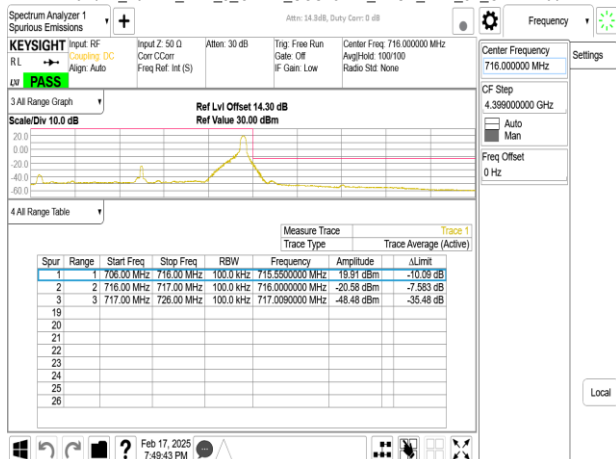 Spectrum Analyzer 1
Spurious Emissions
+
Attn: 14.3dB, Duty Corr: 0 dB
Frequency
KEYSIGHT
Input: RF
Input Z: 50 Ω
Atten: 30 dB
Trig: Free Run
Center Freq: 716.000000 MHz
RL
Coupling: DC
Corr CCorr
Gate: Off
Avg|Hold: 100/100
Align: Auto
Freq Ref: Int (S)
IF Gain: Low
Radio Std: None
LXI
PASS
Center Frequency
716.000000 MHz
Settings
CF Step
4.399000000 GHz
Auto
Man
Freq Offset
0 Hz
3 All Range Graph
Ref Lvl Offset 14.30 dB
Scale/Div 10.0 dB
Ref Value 30.00 dBm
20.0
0.00
-20.0
-40.0
-60.0
4 All Range Table
Measure Trace Trace 1
Trace Type Trace Average (Active)
Spur Range Start Freq Stop Freq RBW Frequency Amplitude ΔLimit
1 1 706.00 MHz 716.00 MHz 100.0 kHz 715.5500000 MHz 19.91 dBm -10.09 dB
2 2 716.00 MHz 717.00 MHz 100.0 kHz 716.0000000 MHz -20.58 dBm -7.583 dB
3 3 717.00 MHz 726.00 MHz 100.0 kHz 717.0090000 MHz -48.48 dBm -35.48 dB
19
20
21
22
23
24
25
26
Local
?
Feb 17, 2025
7:49:43 PM